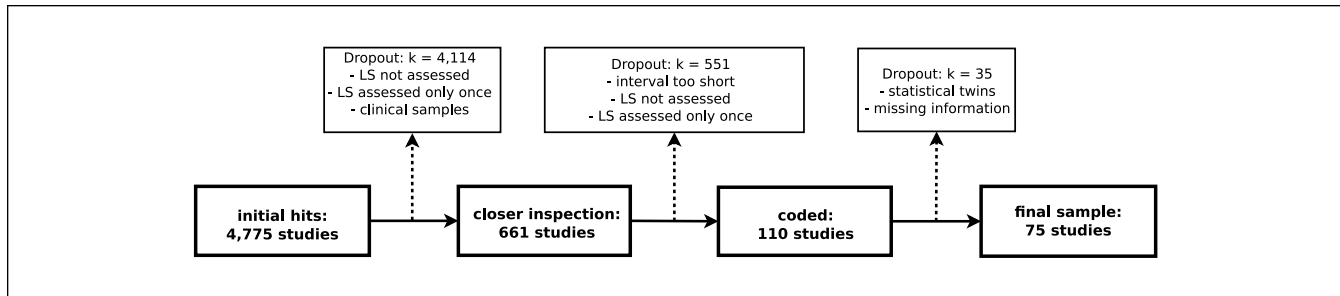 Dropout: k = 4,114
- LS not assessed
- LS assessed only once
- clinical samples
Dropout: k = 551
- interval too short
- LS not assessed
- LS assessed only once
Dropout: k = 35
- statistical twins
- missing information
initial hits:
4,775 studies
closer inspection:
661 studies
coded:
110 studies
final sample:
75 studies